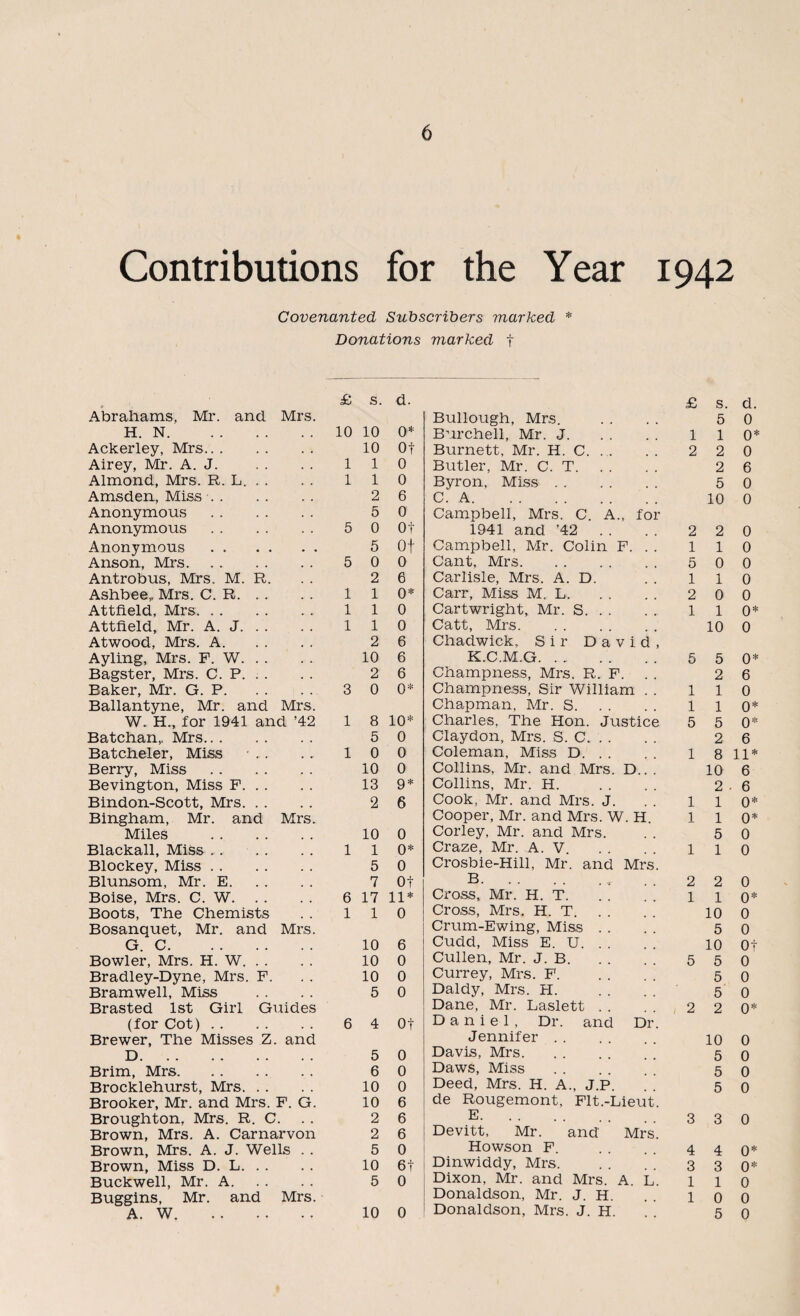 6
Contributions for the Year 1942
Covenanted Subscribers marked *
Donations marked †
£ s. d.
Abrahams, Mr. and Mrs.
H. N. .. .. .. .. 10 10 0*
Ackerley, Mrs... .. .. 10 0†
Airey, Mr. A. J. .. .. 1 1 0
Almond, Mrs. R. L. .. .. 1 1 0
Amsden, Miss .. .. .. 2 6
Anonymous .. .. .. 5 0
Anonymous .. .. .. 5 0 0†
Anonymous .. .. .. 5 0†
Anson, Mrs. .. .. .. 5 0 0
Antrobus, Mrs. M. R. .. 2 6
Ashbee, Mrs. C. R. .. .. 1 1 0*
Attfield, Mrs. .. .. .. 1 1 0
Attfield, Mr. A. J. .. .. 1 1 0
Atwood, Mrs. A. .. .. 2 6
Ayling, Mrs. F. W. .. .. 10 6
Bagster, Mrs. C. P. .. .. 2 6
Baker, Mr. G. P. .. .. 3 0 0*
Ballantyne, Mr. and Mrs.
W. H., for 1941 and '42 1 8 10*
Batchan, Mrs... .. .. 5 0
Batcheler, Miss .. .. 1 0 0
Berry, Miss .. .. .. 10 0
Bevington, Miss F. .. .. 13 9*
Bindon-Scott, Mrs. .. .. 2 6
Bingham, Mr. and Mrs.
Miles .. .. .. 10 0
Blackall, Miss .. .. .. 1 1 0*
Blockey, Miss .. .. .. 5 0
Blunsom, Mr. E. .. .. 7 0†
Boise, Mrs. C. W. .. .. 6 17 11*
Boots, The Chemists .. 1 1 0
Bosanquet, Mr. and Mrs.
G. C. .. .. .. .. 10 6
Bowler, Mrs. H. W. .. .. 10 0
Bradley-Dyne, Mrs. F. .. 10 0
Bramwell, Miss .. .. 5 0
Brasted 1st Girl Guides
(for Cot) .. .. .. 6 4 0†
Brewer, The Misses Z. and
D. .. .. .. .. .. 5 0
Brim, Mrs. .. .. .. 6 0
Brocklehurst, Mrs. .. .. 10 0
Brooker, Mr. and Mrs. F. G. 10 6
Broughton, Mrs. R. C. .. 2 6
Brown, Mrs. A. Carnarvon 2 6
Brown, Mrs. A. J. Wells .. 5 0
Brown, Miss D. L. .. .. 10 6†
Buckwell, Mr. A. .. .. 5 0
Buggins, Mr. and Mrs.
A. W. .. .. .. .. 10 0
£ s. d.
Bullough, Mrs. .. .. 5 0
Burchell, Mr. J. .. .. 1 1 0*
Burnett, Mr. H. C. .. .. 2 2 0
Butler, Mr. C. T. .. .. 2 6
Byron, Miss .. .. .. 5 0
C. A. .. .. .. .. .. 10 0
Campbell, Mrs. C. A., for
1941 and '42 .. .. 2 2 0
Campbell, Mr. Colin F. .. 1 1 0
Cant, Mrs. .. .. .. 5 0 0
Carlisle, Mrs. A. D. .. 1 1 0
Carr, Miss M. L. .. .. 2 0 0
Cartwright, Mr. S. .. .. 1 1 0*
Catt, Mrs. .. .. .. 10 0
Chadwick, Sir David,
K.C.M.G. .. .. .. 5 5 0*
Champness, Mrs. R. F. .. 2 6
Champness, Sir William .. 1 1 0
Chapman, Mr. S. .. .. 1 1 0*
Charles, The Hon. Justice 5 5 0*
Claydon, Mrs. S. C. .. .. 2 6
Coleman, Miss D. .. .. 1 8 11*
Collins, Mr. and Mrs. D... . 10 6
Collins, Mr. H. .. .. 2 6
Cook, Mr. and Mrs. J. .. 1 1 0*
Cooper, Mr. and Mrs. W. H. 1 1 0*
Corley, Mr. and Mrs. .. 5 0
Craze, Mr. A. V. .. .. 1 1 0
Crosbie-Hill, Mr. and Mrs.
B. .. .. .. .. .. 2 2 0
Cross, Mr. H. T. .. .. 1 1 0*
Cross, Mrs. H. T. .. .. 10 0
Crum-Ewing, Miss .. .. 5 0
Cudd, Miss E. U. .. .. 10 0†
Cullen, Mr. J. B. .. .. 5 5 0
Currey, Mrs. F. .. .. 5 0
Daldy, Mrs. H. .. .. 5 0
Dane, Mr. Laslett .. .. 2 2 0*
Daniel, Dr. and Dr.
Jennifer .. .. .. 10 0
Davis, Mrs. .. .. .. 5 0
Daws, Miss .. .. .. 5 0
Deed, Mrs. H. A., J.P. .. 5 0
de Rougemont, Flt.-Lieut.
E. .. .. .. .. .. 3 3 0
Devitt, Mr. and Mrs.
Howson F. .. .. 4 4 0*
Dinwiddy, Mrs. .. .. 3 3 0*
Dixon, Mr. and Mrs. A. L. 1 1 0
Donaldson, Mr. J. H. .. 1 0 0
Donaldson, Mrs. J. H. .. 5 0